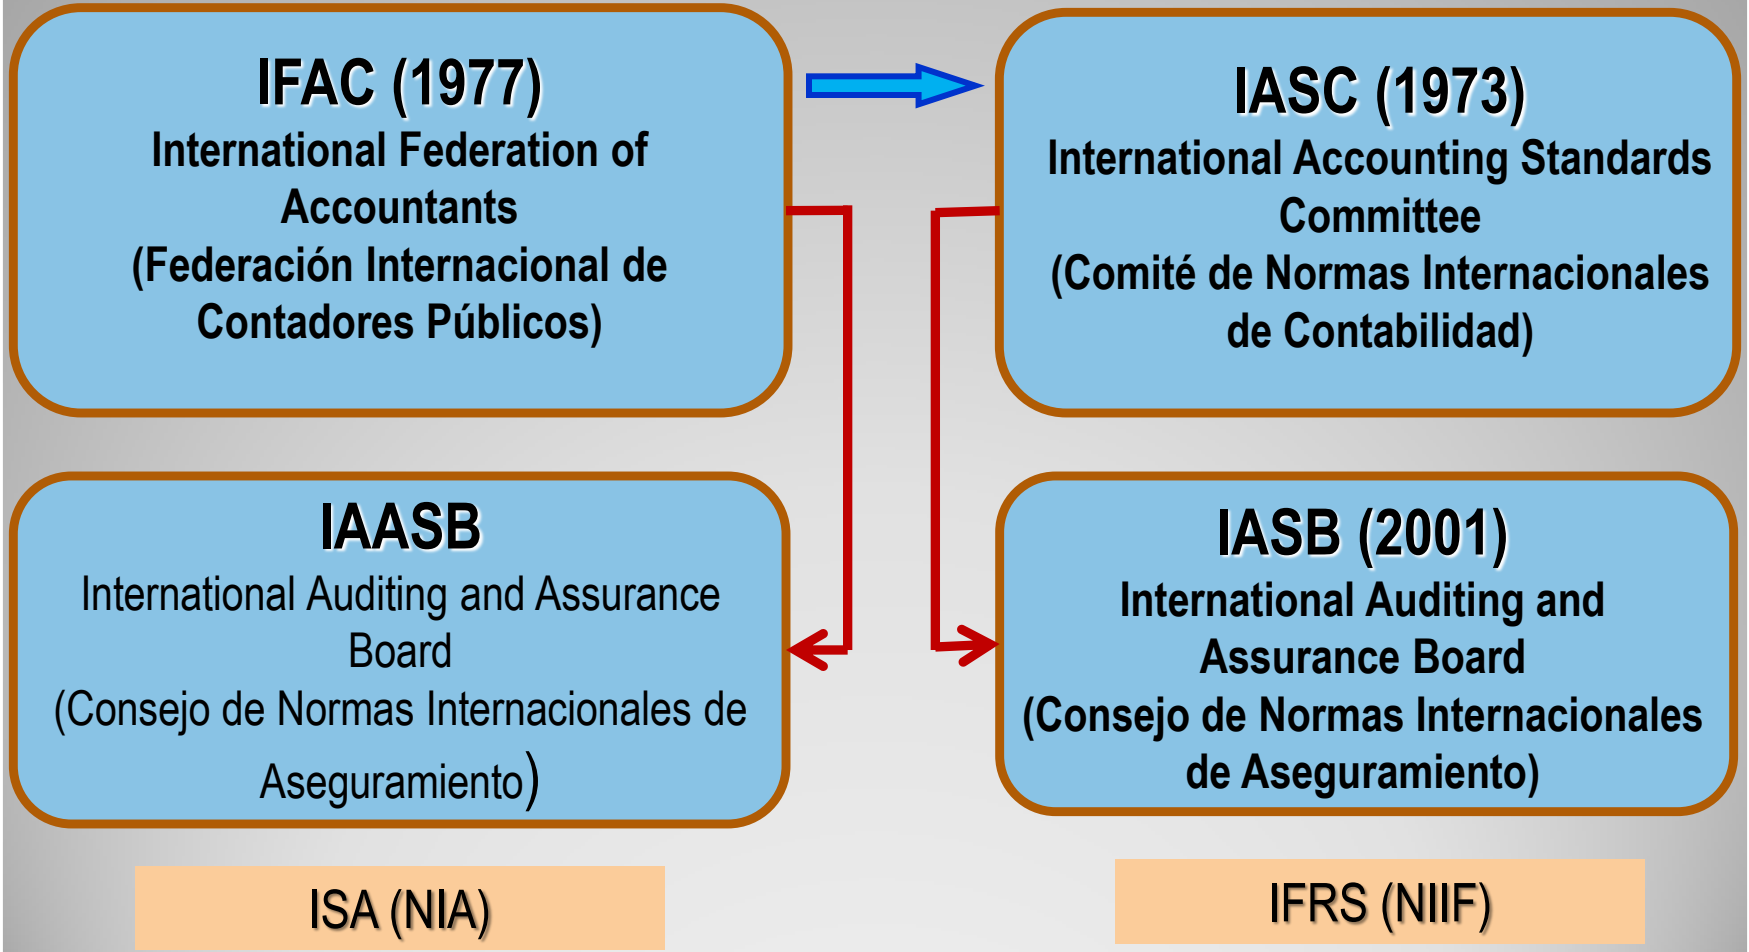 IFAC (1977)
International Federation of
Accountants
(Federación Internacional de
Contadores Públicos)
IASC (1973)
International Accounting Standards
Committee
(Comité de Normas Internacionales
de Contabilidad)
IAASB
International Auditing and Assurance
Board
(Consejo de Normas Internacionales de
Aseguramiento)
IASB (2001)
International Auditing and
Assurance Board
(Consejo de Normas Internacionales
de Aseguramiento)
ISA (NIA)
IFRS (NIIF)